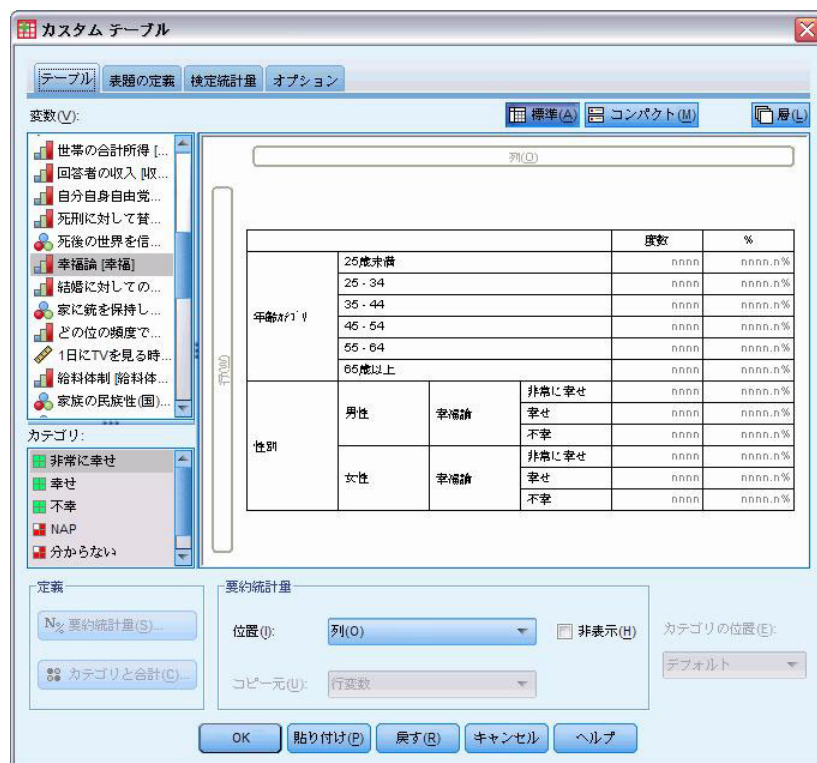 カスタム テーブル
テーブル 表題の定義 検定統計量 オプション
変数(V):
標準(A) コンパクト(M) 層(L)
世帯の合計所得 [...
回答者の収入 [収...
自分自身自由党...
死刑に対して賛...
死後の世界を信...
幸福論 [幸福]
結婚に対しての...
家に銃を保持し...
どの位の頻度で...
1日にTVを見る時...
給料体制 [給料体...
家族の民族性(国)...
カテゴリ:
非常に幸せ
幸せ
不幸
NAP
分からない
列(O)
行(W)
度数 %
年齢カテゴリ
25歳未満 nnnn nnnn.n%
25 - 34 nnnn nnnn.n%
35 - 44 nnnn nnnn.n%
45 - 54 nnnn nnnn.n%
55 - 64 nnnn nnnn.n%
65歳以上 nnnn nnnn.n%
性別
男性 幸福論 非常に幸せ nnnn nnnn.n%
幸せ nnnn nnnn.n%
不幸 nnnn nnnn.n%
女性 幸福論 非常に幸せ nnnn nnnn.n%
幸せ nnnn nnnn.n%
不幸 nnnn nnnn.n%
定義
N% 要約統計量(S)...
カテゴリと合計(C)...
要約統計量
位置(I): 列(O) 非表示(H)
コピー元(U): 行変数
カテゴリの位置(E):
デフォルト
OK 貼り付け(P) 戻す(R) キャンセル ヘルプ